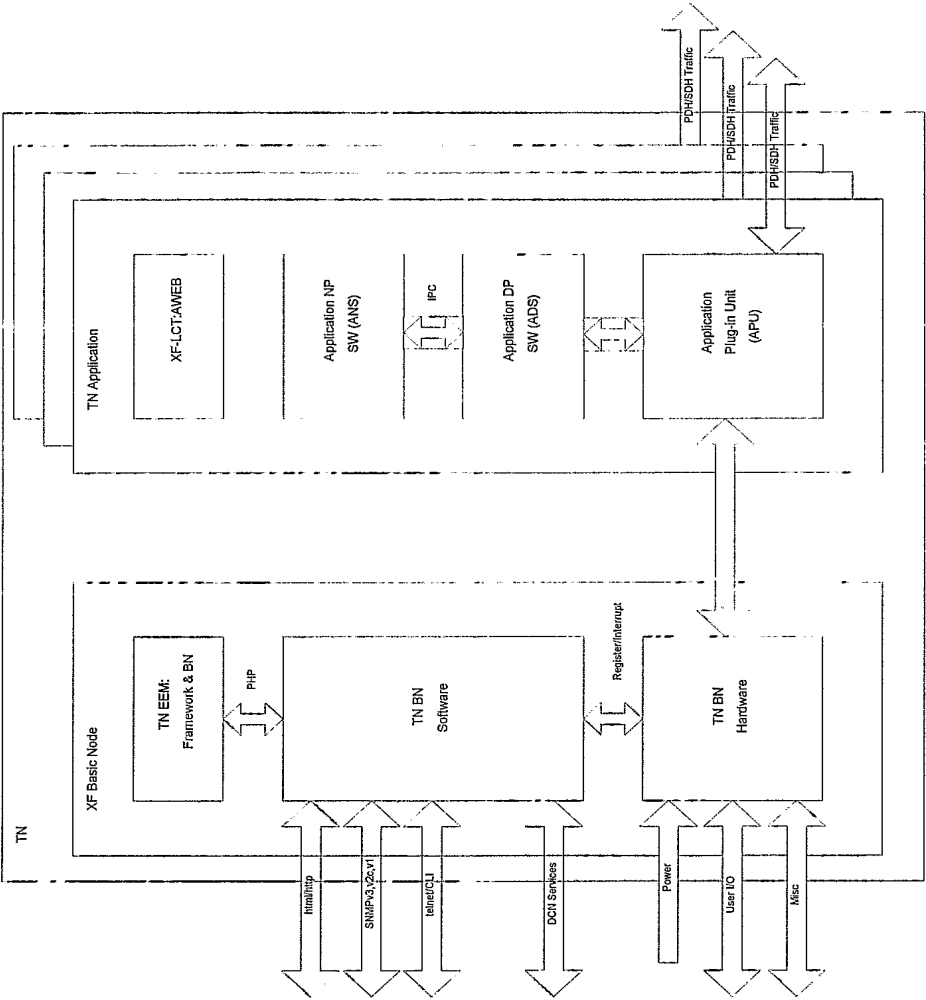 TN
XF Basic Node
TN EEM:
Framework & BN
PHP
TN BN
Software
Register/Interrupt
TN BN
Hardware
html/http
SNMPv3,v2c,v1
telnet/CLI
DCN Services
Power
User I/O
Misc
TN Application
XF-LCT:AWEB
Application NP
SW (ANS)
IPC
Application DP
SW (ADS)
Application
Plug-in Unit
(APU)
PDH/SDH Traffic
PDH/SDH Traffic
PDH/SDH Traffic